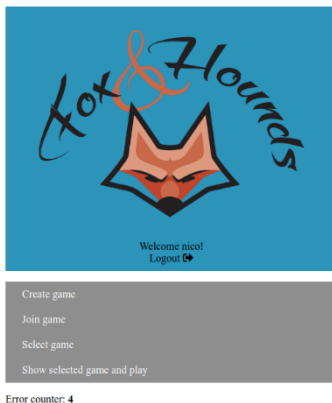 Fox & Hounds
Welcome nico!
Logout
Create game
Join game
Select game
Show selected game and play
Error counter: 4